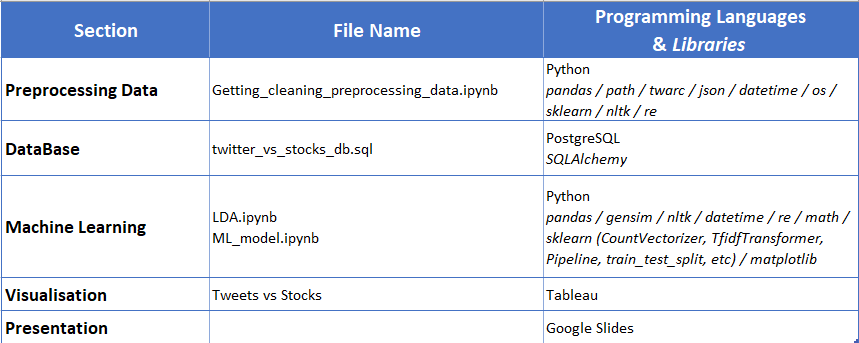 Section
File Name
Programming Languages
& Libraries
Preprocessing Data
Getting_cleaning_preprocessing_data.ipynb
Python
pandas / path / twarc / json / datetime / os /
sklearn / nltk / re
DataBase
twitter_vs_stocks_db.sql
PostgreSQL
SQLAlchemy
Machine Learning
LDA.ipynb
ML_model.ipynb
Python
pandas / gensim / nltk / datetime / re / math /
sklearn (CountVectorizer, TfidfTransformer,
Pipeline, train_test_split, etc) / matplotlib
Visualisation
Tweets vs Stocks
Tableau
Presentation
Google Slides